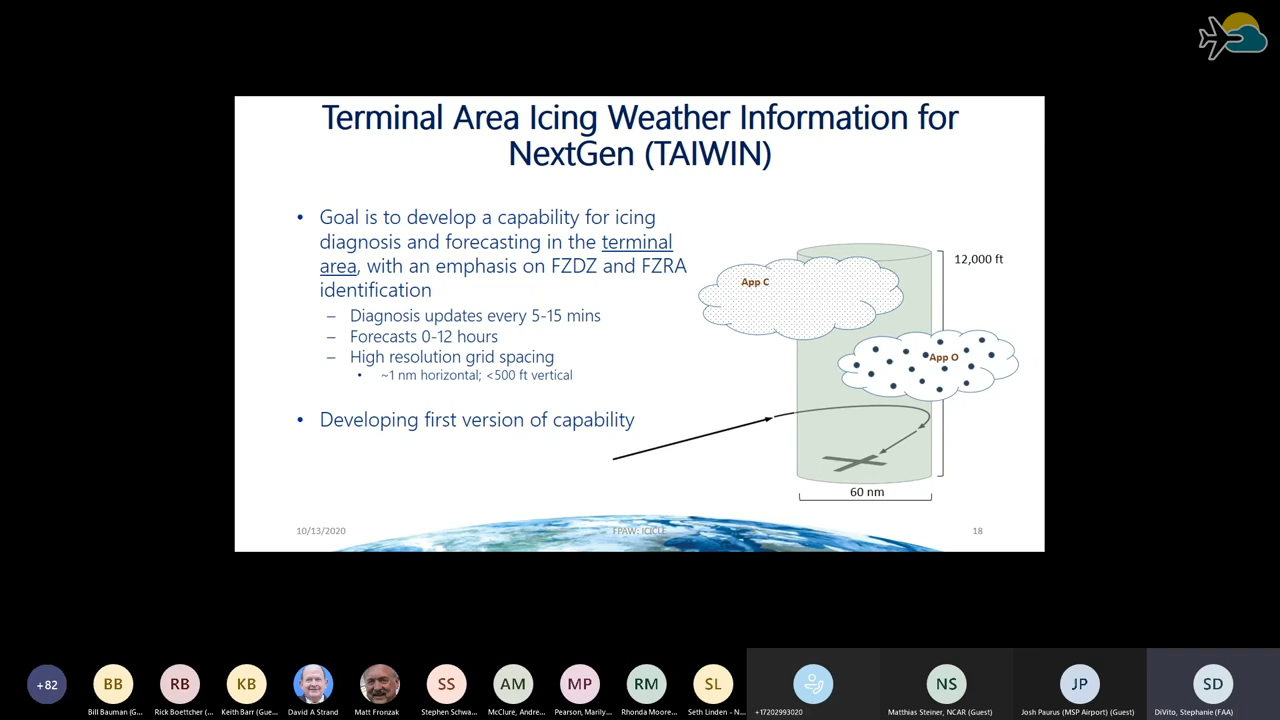 Terminal Area Icing Weather Information for
NextGen (TAIWIN)
• Goal is to develop a capability for icing
diagnosis and forecasting in the terminal
area, with an emphasis on FZDZ and FZRA
identification
– Diagnosis updates every 5-15 mins
– Forecasts 0-12 hours
– High resolution grid spacing
• ~1 nm horizontal; <500 ft vertical
• Developing first version of capability
12,000 ft
App C
App O
60 nm
10/13/2020
FPAW: ICICLE
18
+82
BB
RB
KB
SS
AM
MP
RM
SL
NS
JP
SD
Bill Bauman (G...
Rick Boettcher (...
Keith Barr (Gue...
David A Strand
Matt Fronzak
Stephen Schwa...
McClure, Andre...
Pearson, Marily...
Rhonda Moore...
Seth Linden - N...
+17202993020
Matthias Steiner, NCAR (Guest)
Josh Paurus (MSP Airport) (Guest)
DiVito, Stephanie (FAA)